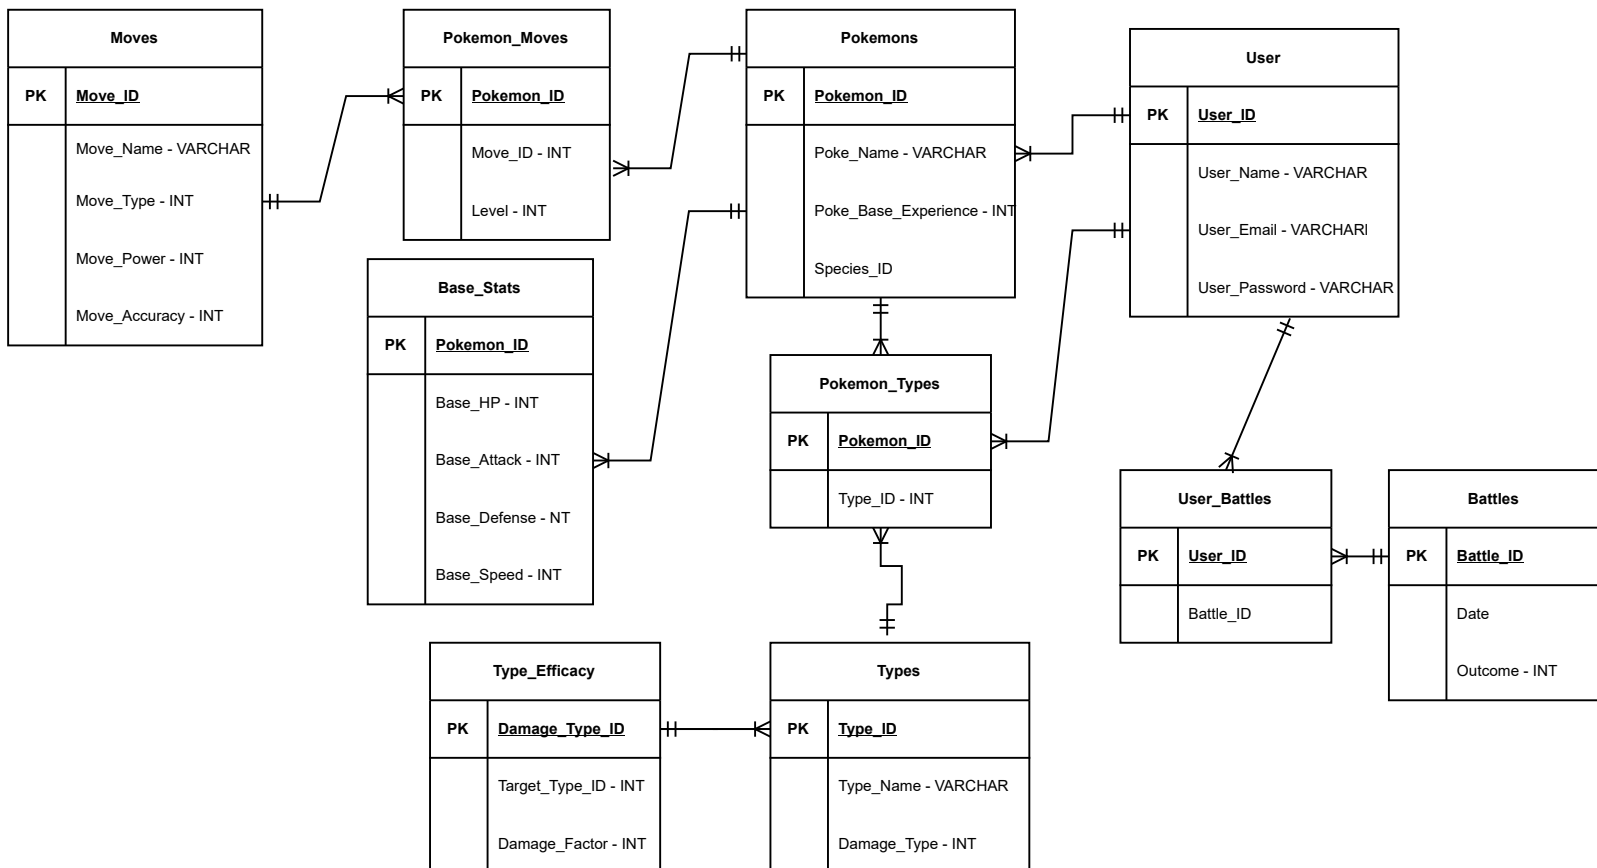 Moves
PK Move_ID
Move_Name - VARCHAR
Move_Type - INT
Move_Power - INT
Move_Accuracy - INT
Pokemon_Moves
PK Pokemon_ID
Move_ID - INT
Level - INT
Pokemons
PK Pokemon_ID
Poke_Name - VARCHAR
Poke_Base_Experience - INT
Species_ID
User
PK User_ID
User_Name - VARCHAR
User_Email - VARCHARI
User_Password - VARCHAR
Base_Stats
PK Pokemon_ID
Base_HP - INT
Base_Attack - INT
Base_Defense - NT
Base_Speed - INT
Pokemon_Types
PK Pokemon_ID
Type_ID - INT
User_Battles
PK User_ID
Battle_ID
Battles
PK Battle_ID
Date
Outcome - INT
Type_Efficacy
PK Damage_Type_ID
Target_Type_ID - INT
Damage_Factor - INT
Types
PK Type_ID
Type_Name - VARCHAR
Damage_Type - INT